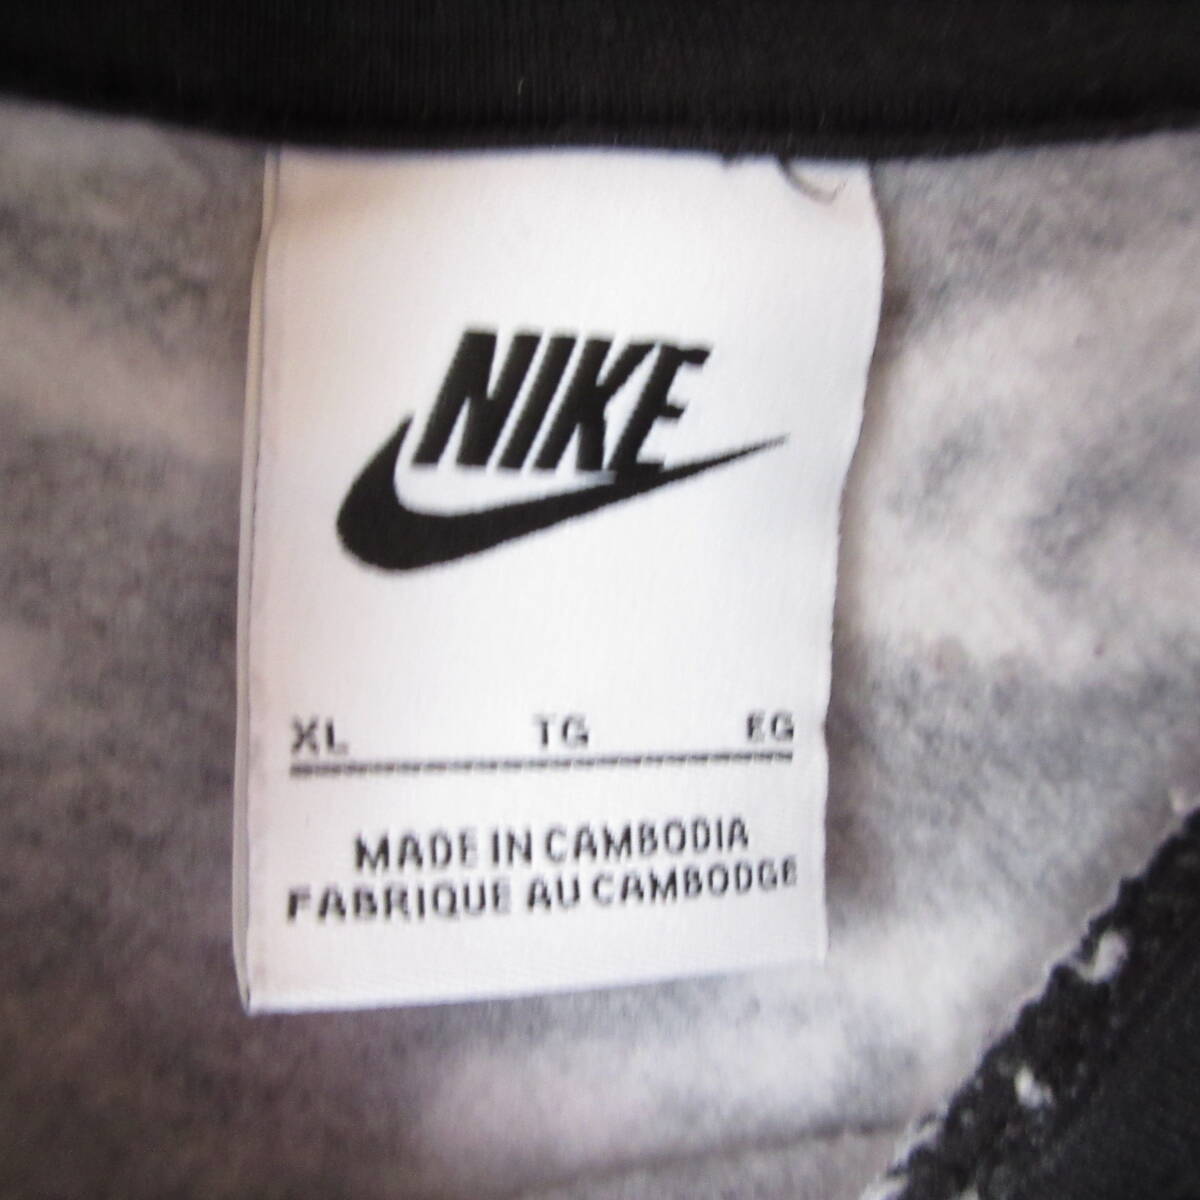 NIKE
XL TG EG
MADE IN CAMBODIA
FABRIQUE AU CAMBODGE